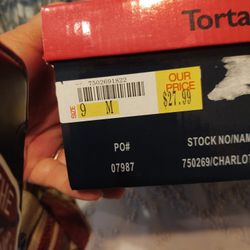 Torta
7502691822
SIZE 9 M
OUR
PRICE
$27.99
PO# STOCK NO/NAM
07987 750269/CHARLOT